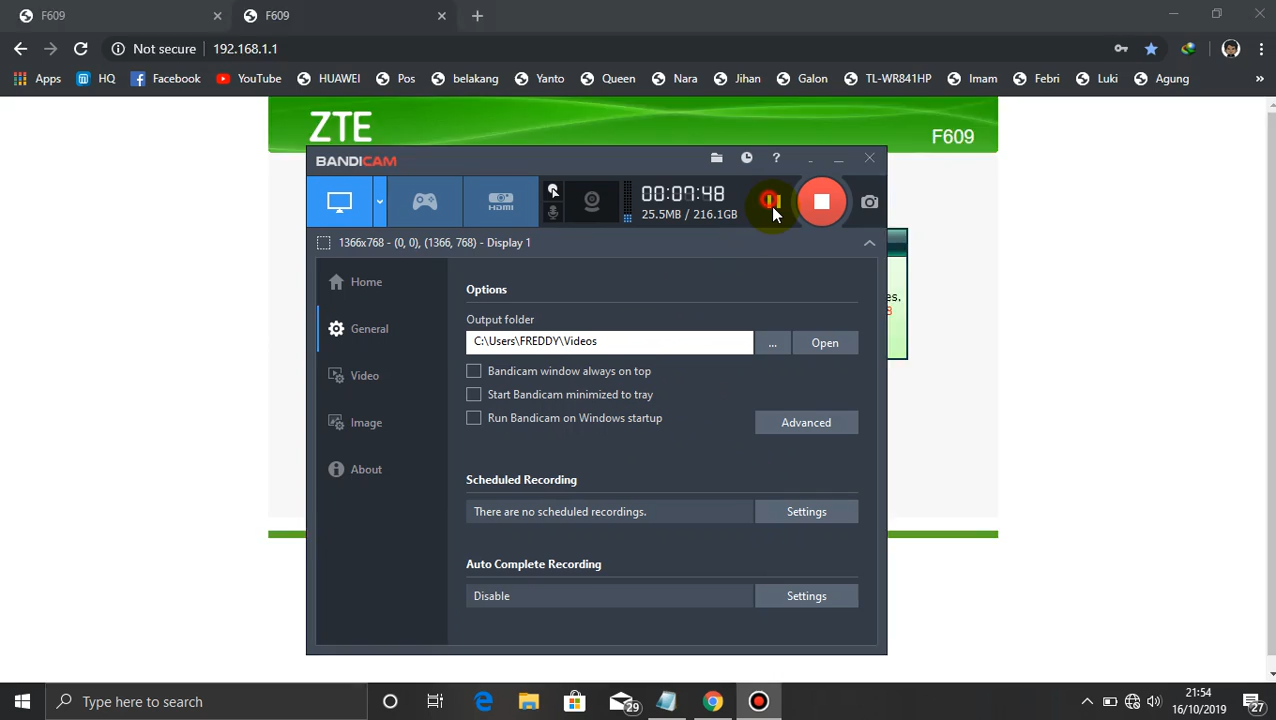 F609
F609
Not secure 192.168.1.1
Apps HQ Facebook YouTube HUAWEI Pos belakang Yanto Queen Nara Jihan Galon TL-WR841HP Imam Febri Luki Agung »
ZTE
F609
BANDICAM
?
HDMI
00:07:48
25.5MB / 216.1GB
1366x768 - (0, 0), (1366, 768) - Display 1
Home
General
Video
Image
About
Options
Output folder
C:\Users\FREDDY\Videos
...
Open
Bandicam window always on top
Start Bandicam minimized to tray
Run Bandicam on Windows startup
Advanced
Scheduled Recording
There are no scheduled recordings.
Settings
Auto Complete Recording
Disable
Settings
es.
8
Type here to search
29
21:54
16/10/2019
27